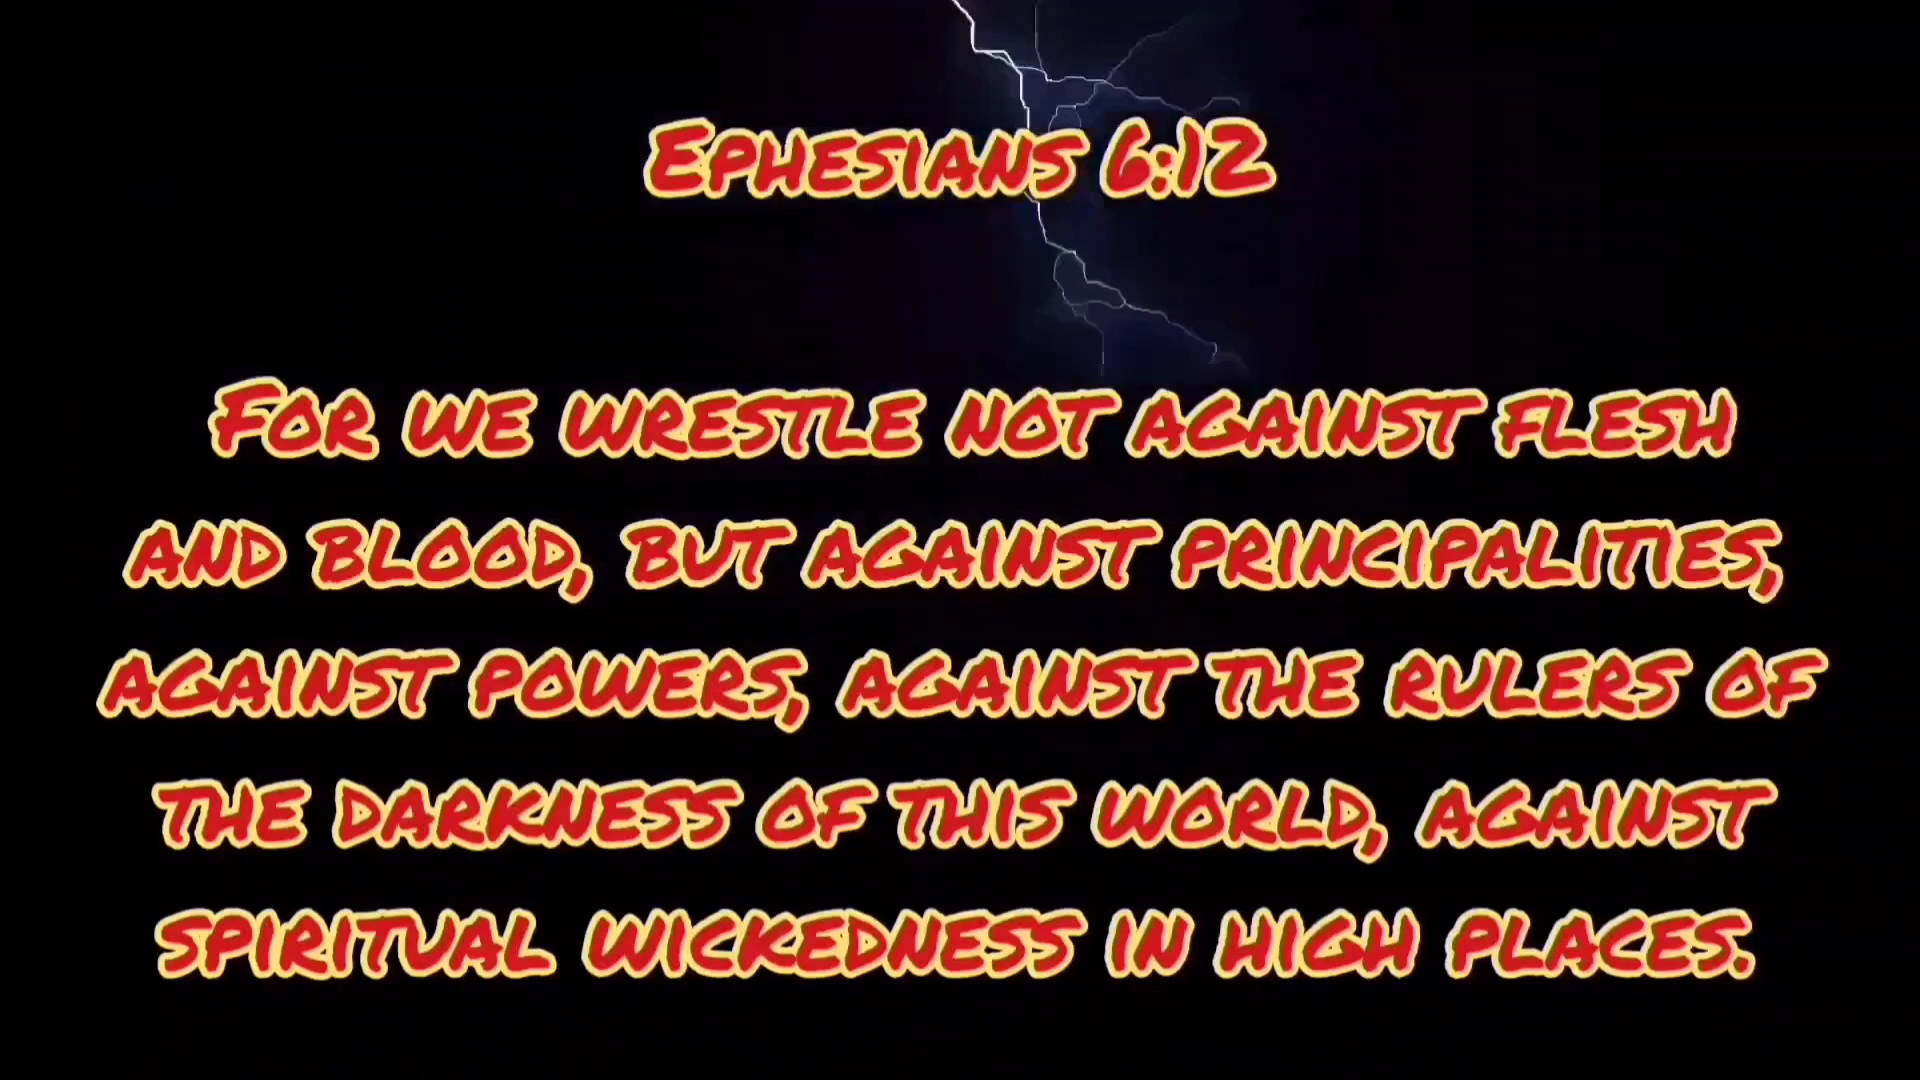 Ephesians 6:12
For we wrestle not against flesh
and blood, but against principalities,
against powers, against the rulers of
the darkness of this world, against
spiritual wickedness in high places.